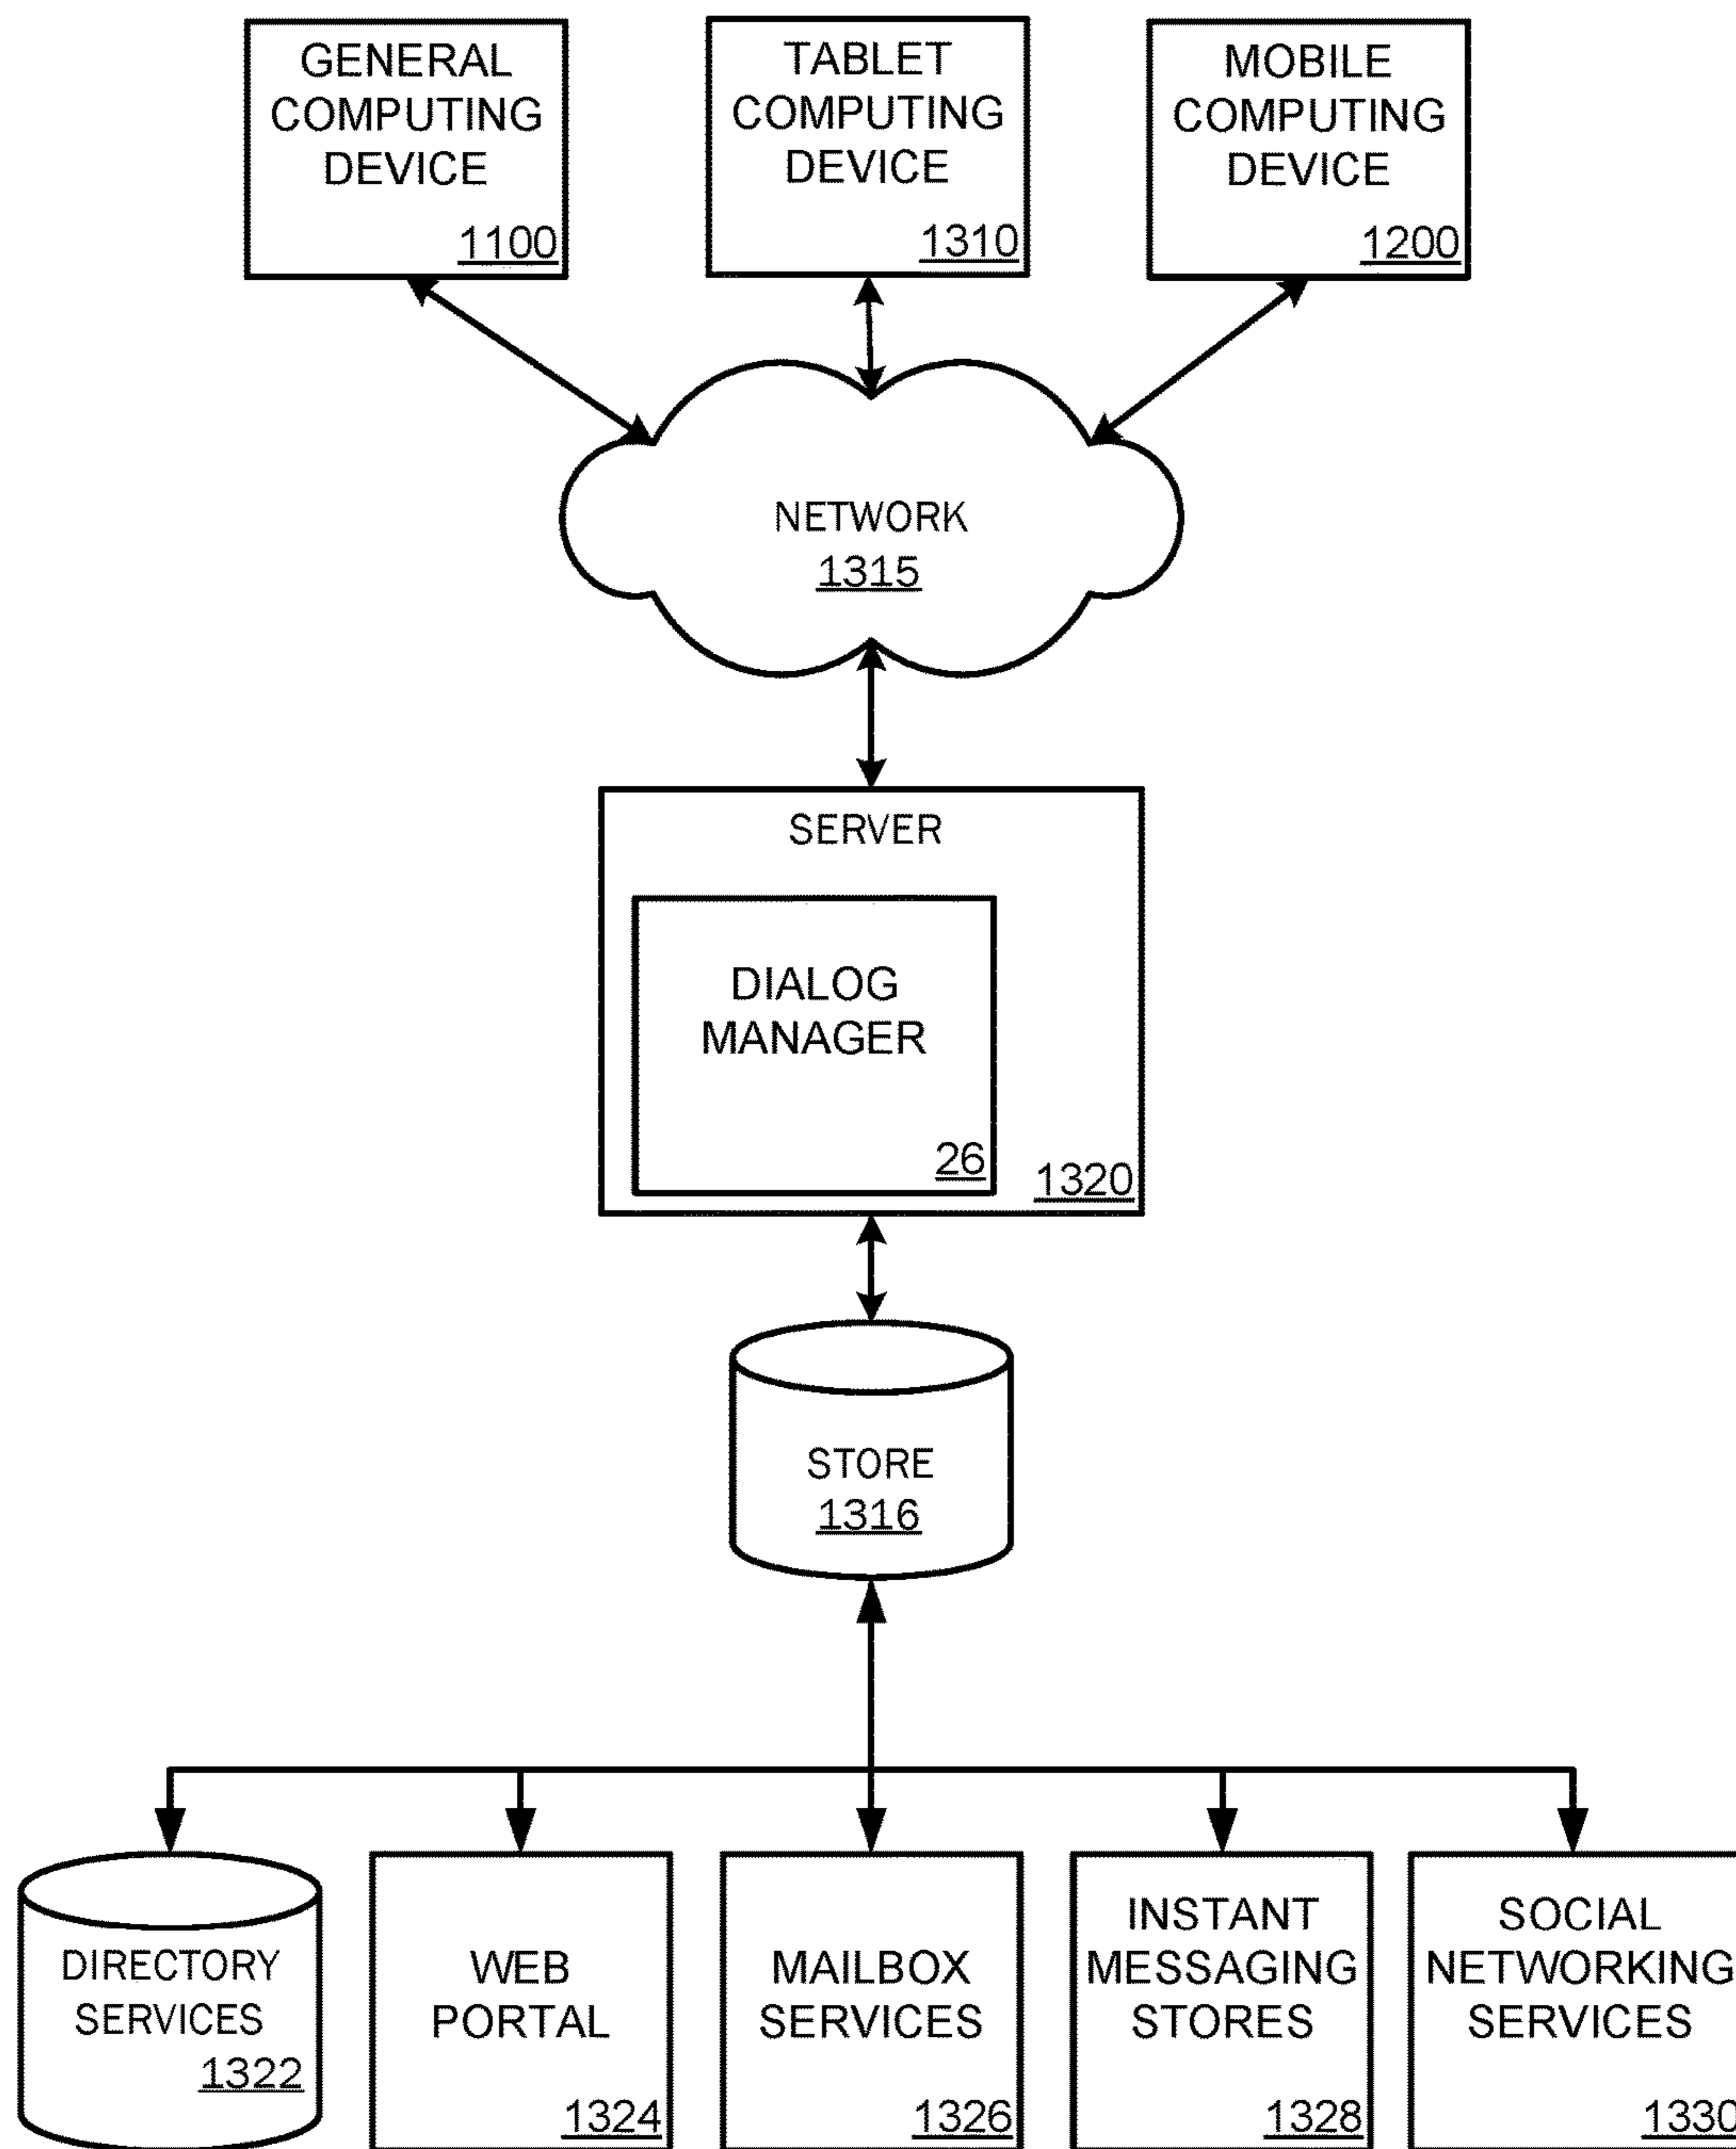 GENERAL
COMPUTING
DEVICE
1100
TABLET
COMPUTING
DEVICE
1310
MOBILE
COMPUTING
DEVICE
1200
NETWORK
1315
SERVER
DIALOG
MANAGER
26
1320
STORE
1316
DIRECTORY
SERVICES
1322
WEB
PORTAL
1324
MAILBOX
SERVICES
1326
INSTANT
MESSAGING
STORES
1328
SOCIAL
NETWORKING
SERVICES
1330